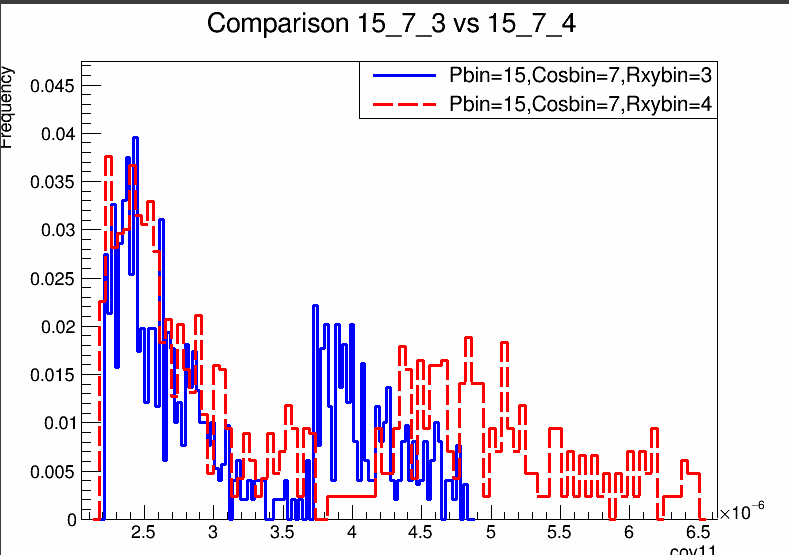 Comparison 15_7_3 vs 15_7_4
Frequency
Pbin=15,Cosbin=7,Rxybin=3
Pbin=15,Cosbin=7,Rxybin=4
0.045
0.04
0.035
0.03
0.025
0.02
0.015
0.01
0.005
0
2.5 3 3.5 4 4.5 5 5.5 6 6.5
×10⁻⁶
cov11